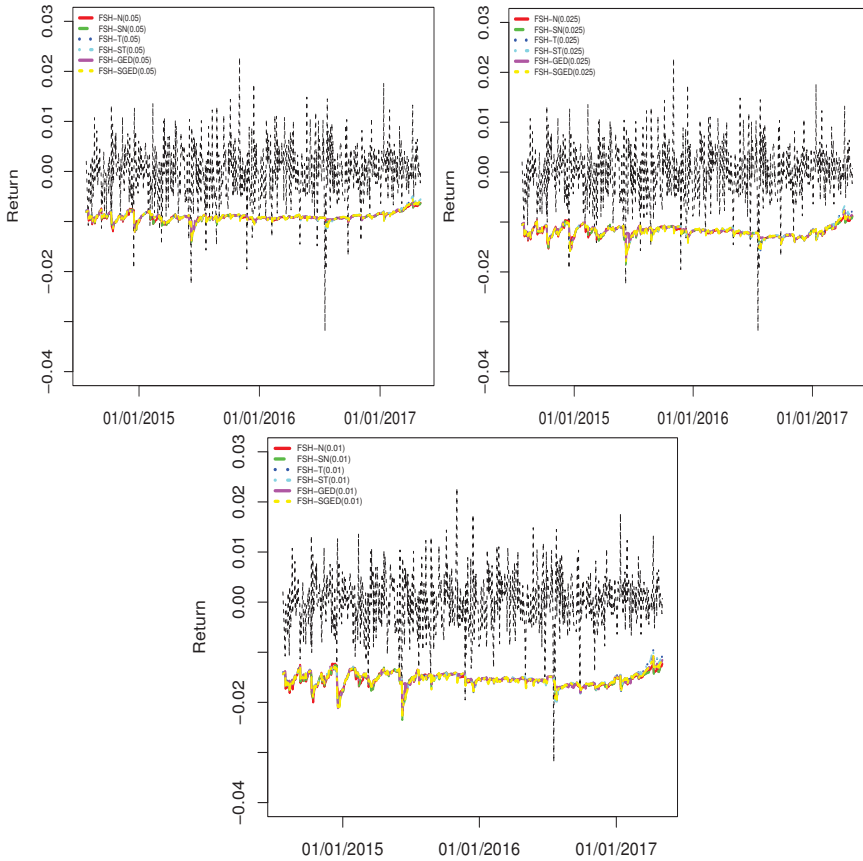 FSH−N(0.05)
FSH−SN(0.05)
FSH−T(0.05)
FSH−ST(0.05)
FSH−GED(0.05)
FSH−SGED(0.05)
Return
0.03
0.02
0.01
0.00
−0.02
−0.04
01/01/2015
01/01/2016
01/01/2017
FSH−N(0.025)
FSH−SN(0.025)
FSH−T(0.025)
FSH−ST(0.025)
FSH−GED(0.025)
FSH−SGED(0.025)
Return
0.03
0.02
0.01
0.00
−0.02
−0.04
01/01/2015
01/01/2016
01/01/2017
FSH−N(0.01)
FSH−SN(0.01)
FSH−T(0.01)
FSH−ST(0.01)
FSH−GED(0.01)
FSH−SGED(0.01)
Return
0.03
0.02
0.01
0.00
−0.02
−0.04
01/01/2015
01/01/2016
01/01/2017